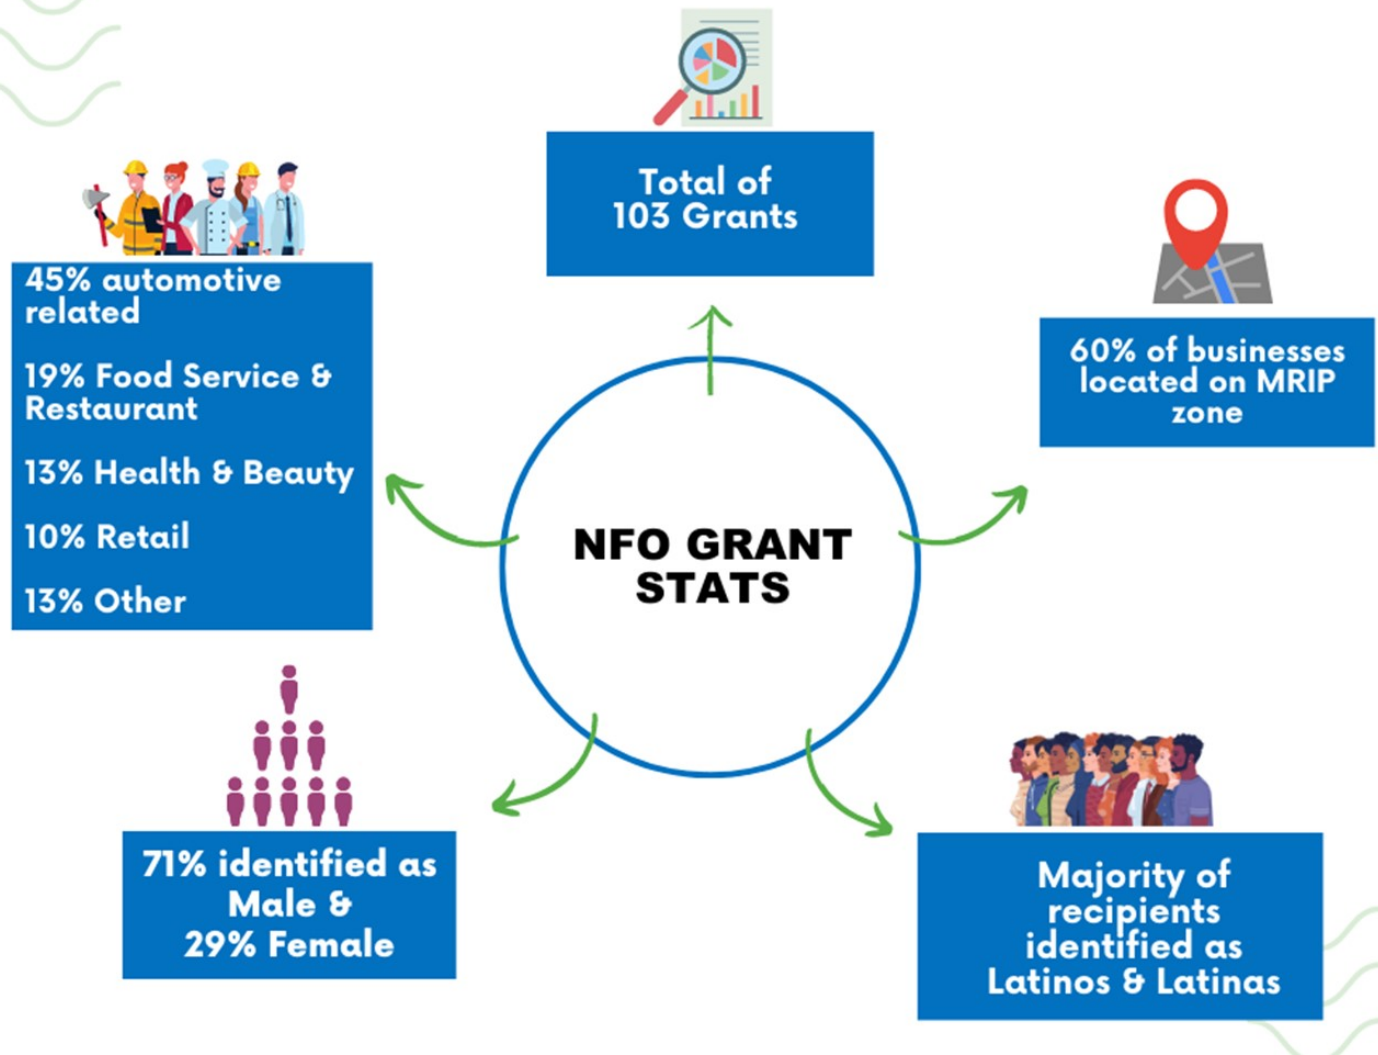 Total of
103 Grants
45% automotive
related
19% Food Service &
Restaurant
13% Health & Beauty
10% Retail
13% Other
60% of businesses
located on MRIP
zone
NFO GRANT
STATS
71% identified as
Male &
29% Female
Majority of
recipients
identified as
Latinos & Latinas